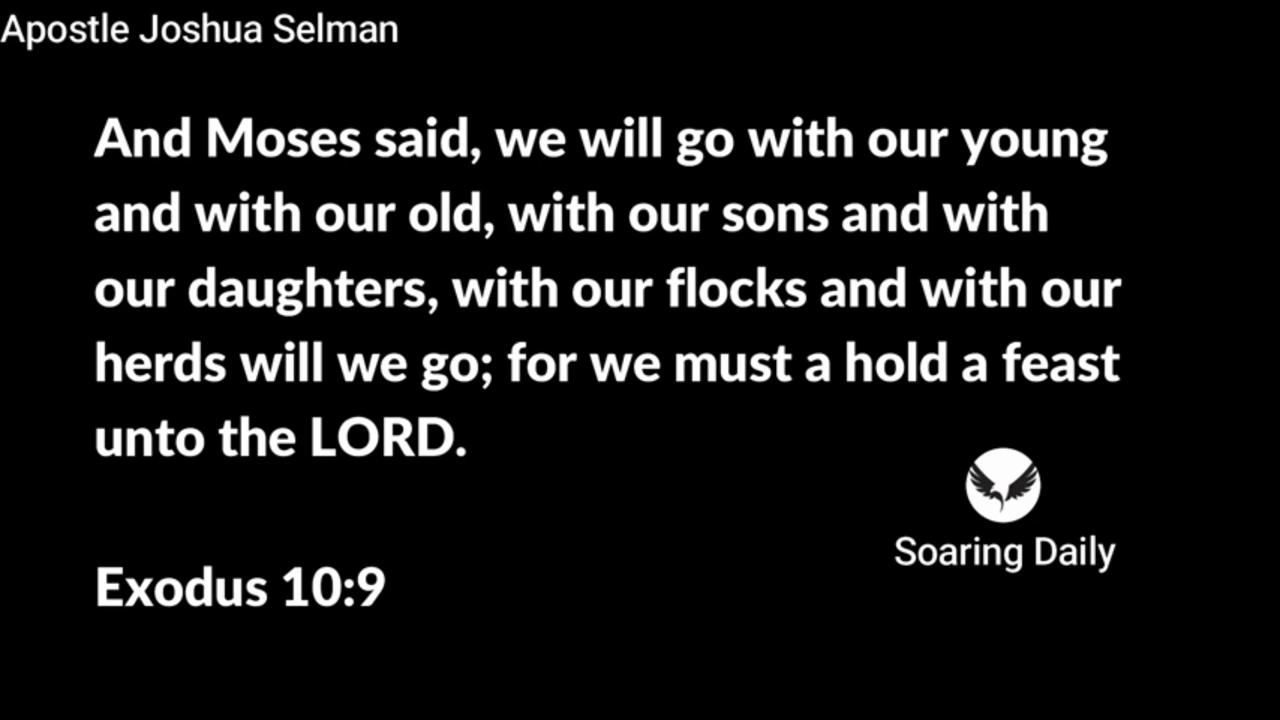 Apostle Joshua Selman
And Moses said, we will go with our young
and with our old, with our sons and with
our daughters, with our flocks and with our
herds will we go; for we must a hold a feast
unto the LORD.
Soaring Daily
Exodus 10:9